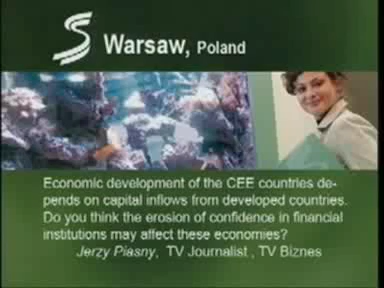 Warsaw, Poland
Economic development of the CEE countries de-
pends on capital inflows from developed countries.
Do you think the erosion of confidence in financial
institutions may affect these economies?
Jerzy Piasny, TV Journalist , TV Biznes